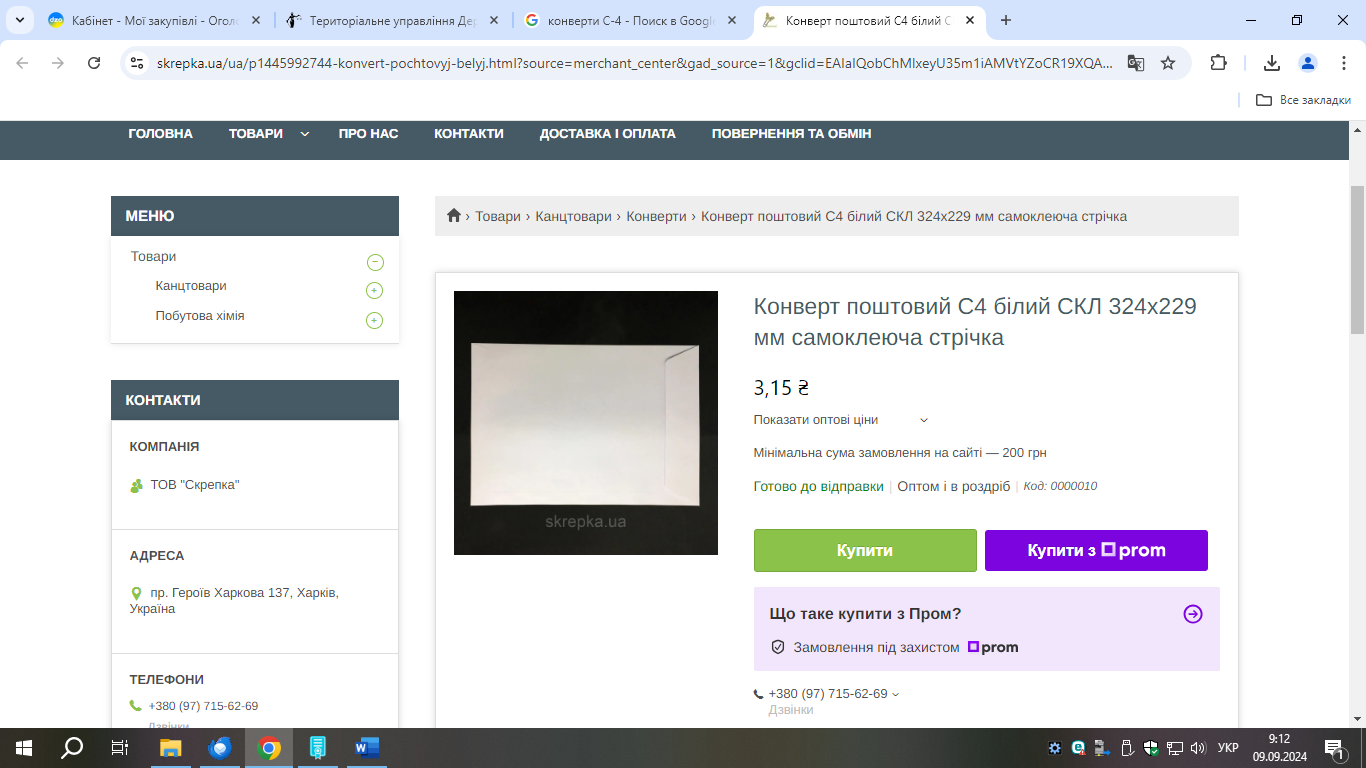 Кабінет - Мої закупівлі - Огол
Територіальне управління Дер
конверти С-4 - Поиск в Google
Конверт поштовий С4 білий С
skrepka.ua/ua/p1445992744-konvert-pochtovyj-belyj.html?source=merchant_center&gad_source=1&gclid=EAIaIQobChMIxeyU35m1iAMVtYZoCR19XQA...
Все закладки
ГОЛОВНА ТОВАРИ ПРО НАС КОНТАКТИ ДОСТАВКА І ОПЛАТА ПОВЕРНЕННЯ ТА ОБМІН
МЕНЮ
Товари
Канцтовари
Побутова хімія
КОНТАКТИ
КОМПАНІЯ
ТОВ "Скрепка"
АДРЕСА
пр. Героїв Харкова 137, Харків,
Україна
ТЕЛЕФОНИ
+380 (97) 715-62-69
Дзвінки
› Товари › Канцтовари › Конверти › Конверт поштовий С4 білий СКЛ 324х229 мм самоклеюча стрічка
skrepka.ua
Конверт поштовий С4 білий СКЛ 324х229
мм самоклеюча стрічка
3,15 ₴
Показати оптові ціни
Мінімальна сума замовлення на сайті — 200 грн
Готово до відправки | Оптом і в роздріб | Код: 0000010
Купити
Купити з prom
Що таке купити з Пром?
Замовлення під захистом prom
+380 (97) 715-62-69
Дзвінки
УКР
9:12
09.09.2024
1